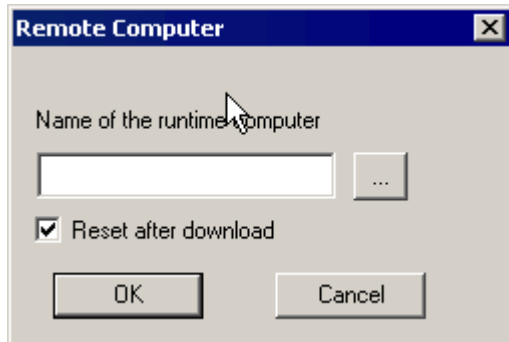 Remote Computer
Name of the runtime computer
...
Reset after download
OK
Cancel